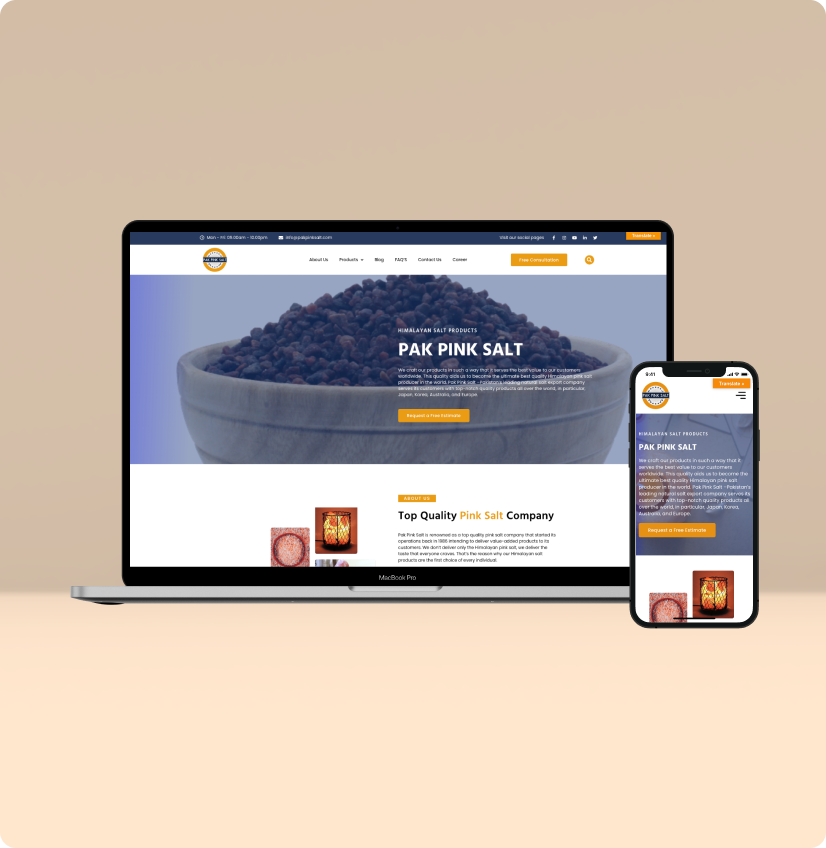 Mon - Fri: 09:00am - 10:00pm
info@pakpinksalt.com
Visit our social pages
Translate »
PAK PINK SALT
About Us
Products
Blog
FAQ'S
Contact Us
Career
Free Consultation
HIMALAYAN SALT PRODUCTS
PAK PINK SALT
We craft our products in such a way that it serves the best value to our customers
worldwide. This quality aids us to become the ultimate best quality Himalayan pink salt
producer in the world. Pak Pink Salt -Pakistan's leading natural salt export company
serves its customers with top-notch quality products all over the world, in particular,
Japan, Korea, Australia, and Europe.
Request a Free Estimate
ABOUT US
Top Quality Pink Salt Company
Pak Pink Salt is renowned as a top quality pink salt company that started its
operations back in 1986 intending to deliver value-added products to its
customers. We don't deliver only the Himalayan pink salt, we deliver the
taste that everyone craves. That's the reason why our Himalayan salt
products are the first choice of every individual.
MacBook Pro
9:41
Translate »
PAK PINK SALT
HIMALAYAN SALT PRODUCTS
PAK PINK SALT
We craft our products in such a way that it
serves the best value to our customers
worldwide. This quality aids us to become the
ultimate best quality Himalayan pink salt
producer in the world. Pak Pink Salt -Pakistan's
leading natural salt export company serves its
customers with top-notch quality products all
over the world, in particular, Japan, Korea,
Australia, and Europe.
Request a Free Estimate